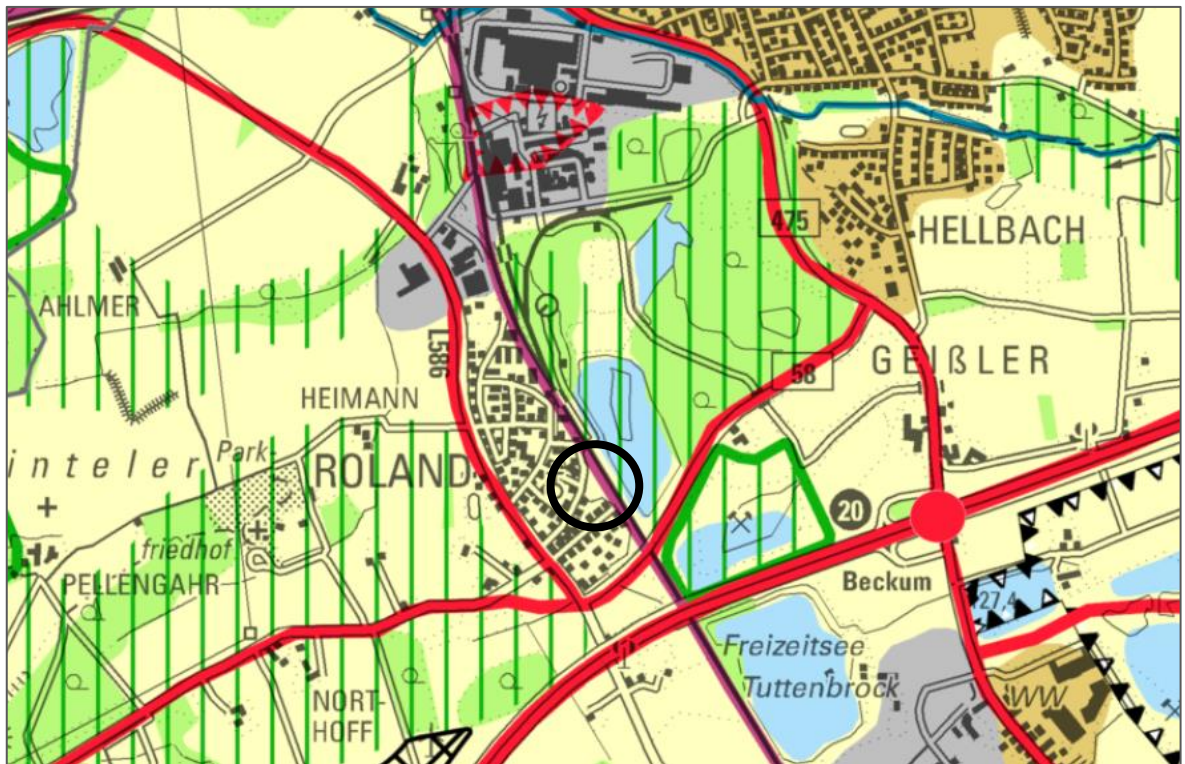 475
HELLBACH
AHLMER
L586
GEIßLER
58
HEIMANN
inteler
Park
ROLAND
friedhof
20
PELLENGAHR
Beckum
27,4
Freizeitsee
Tuttenbrock
NORT-
HOFF
WW